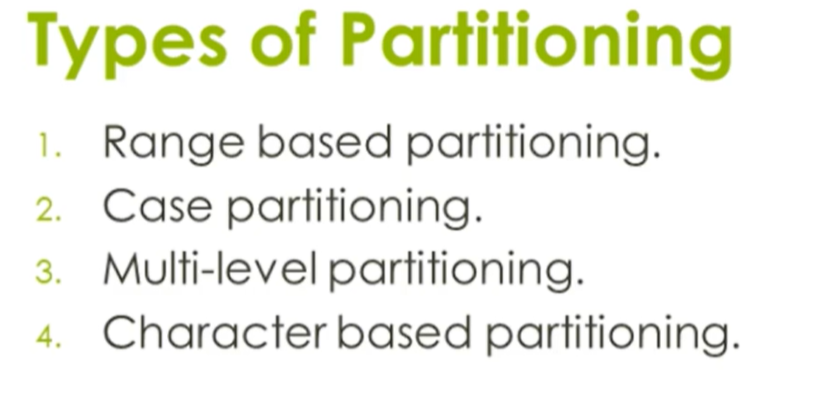 Types of Partitioning
1. Range based partitioning.
2. Case partitioning.
3. Multi-level partitioning.
4. Character based partitioning.